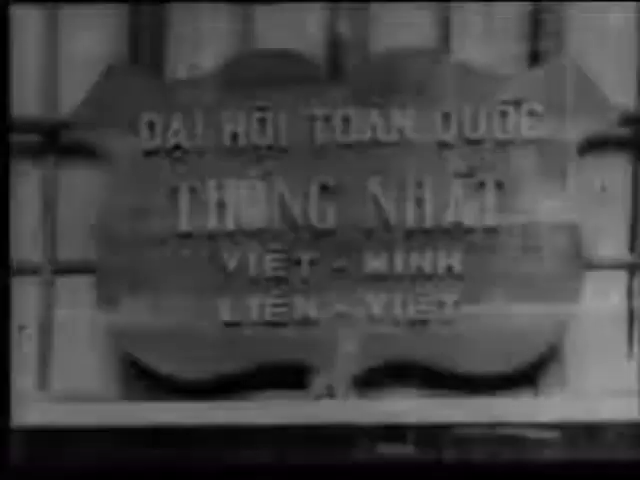 ĐẠI HỘI TOÀN QUỐC
THỐNG NHẤT
VIỆT - MINH
LIÊN - VIỆT